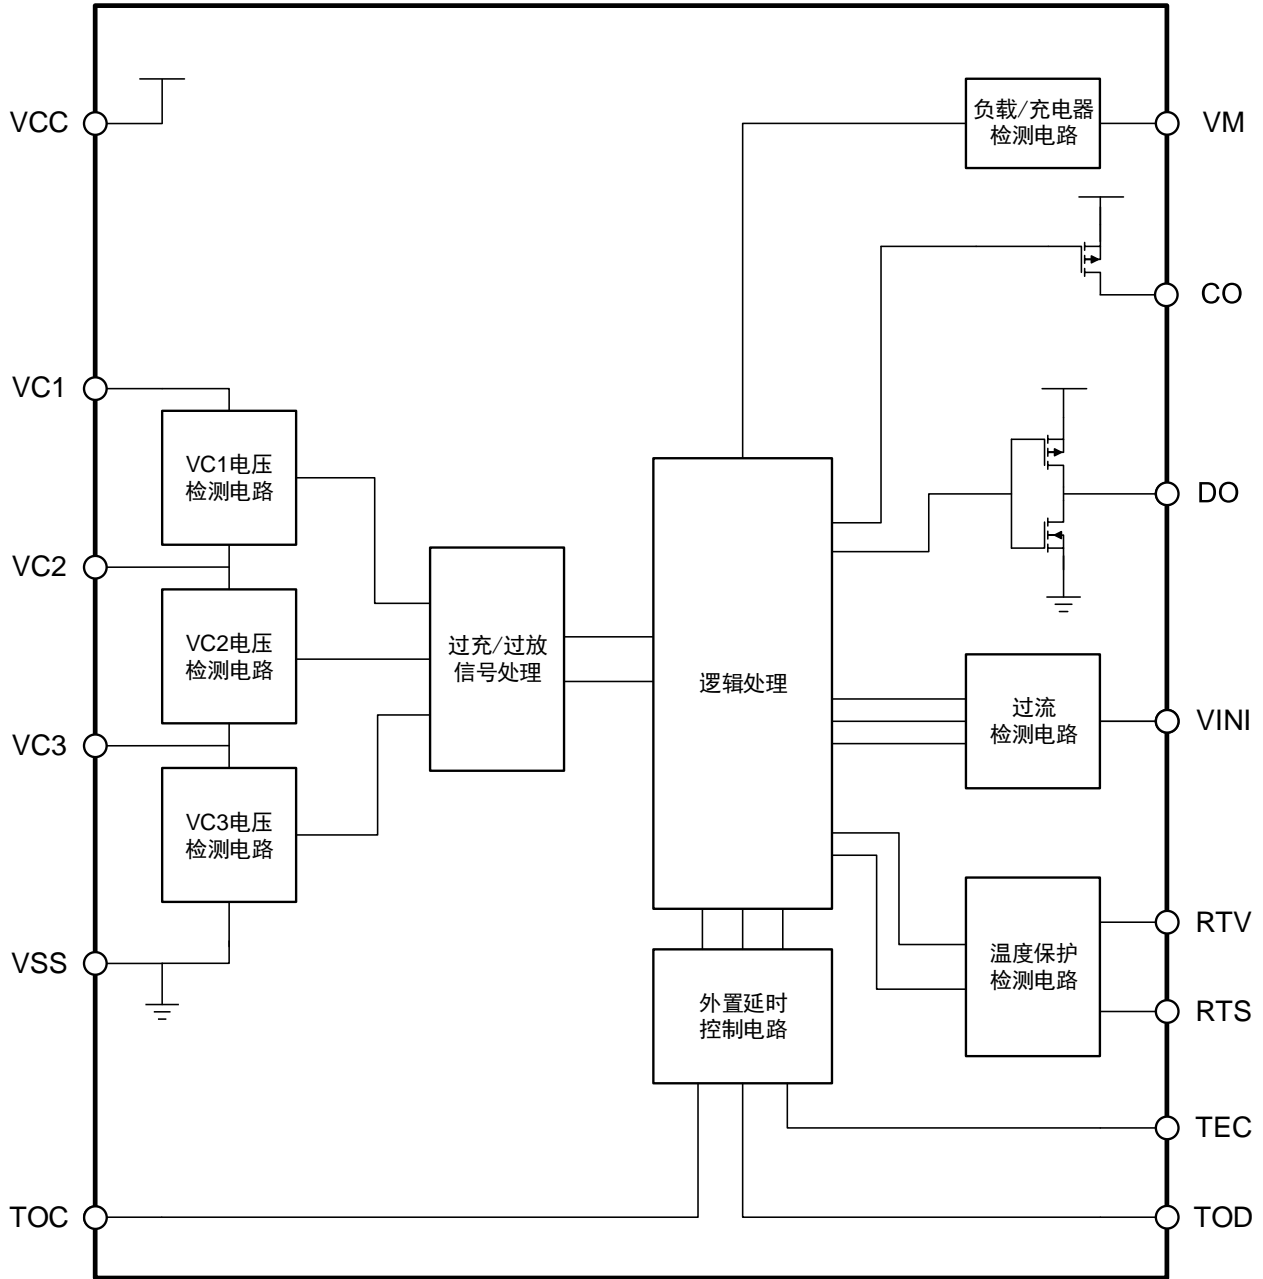 VCC
负载/充电器
检测电路
VM
CO
VC1
VC1电压
检测电路
DO
VC2
VC2电压
检测电路
过充/过放
信号处理
逻辑处理
过流
检测电路
VINI
VC3
VC3电压
检测电路
RTV
VSS
外置延时
控制电路
温度保护
检测电路
RTS
TEC
TOC
TOD